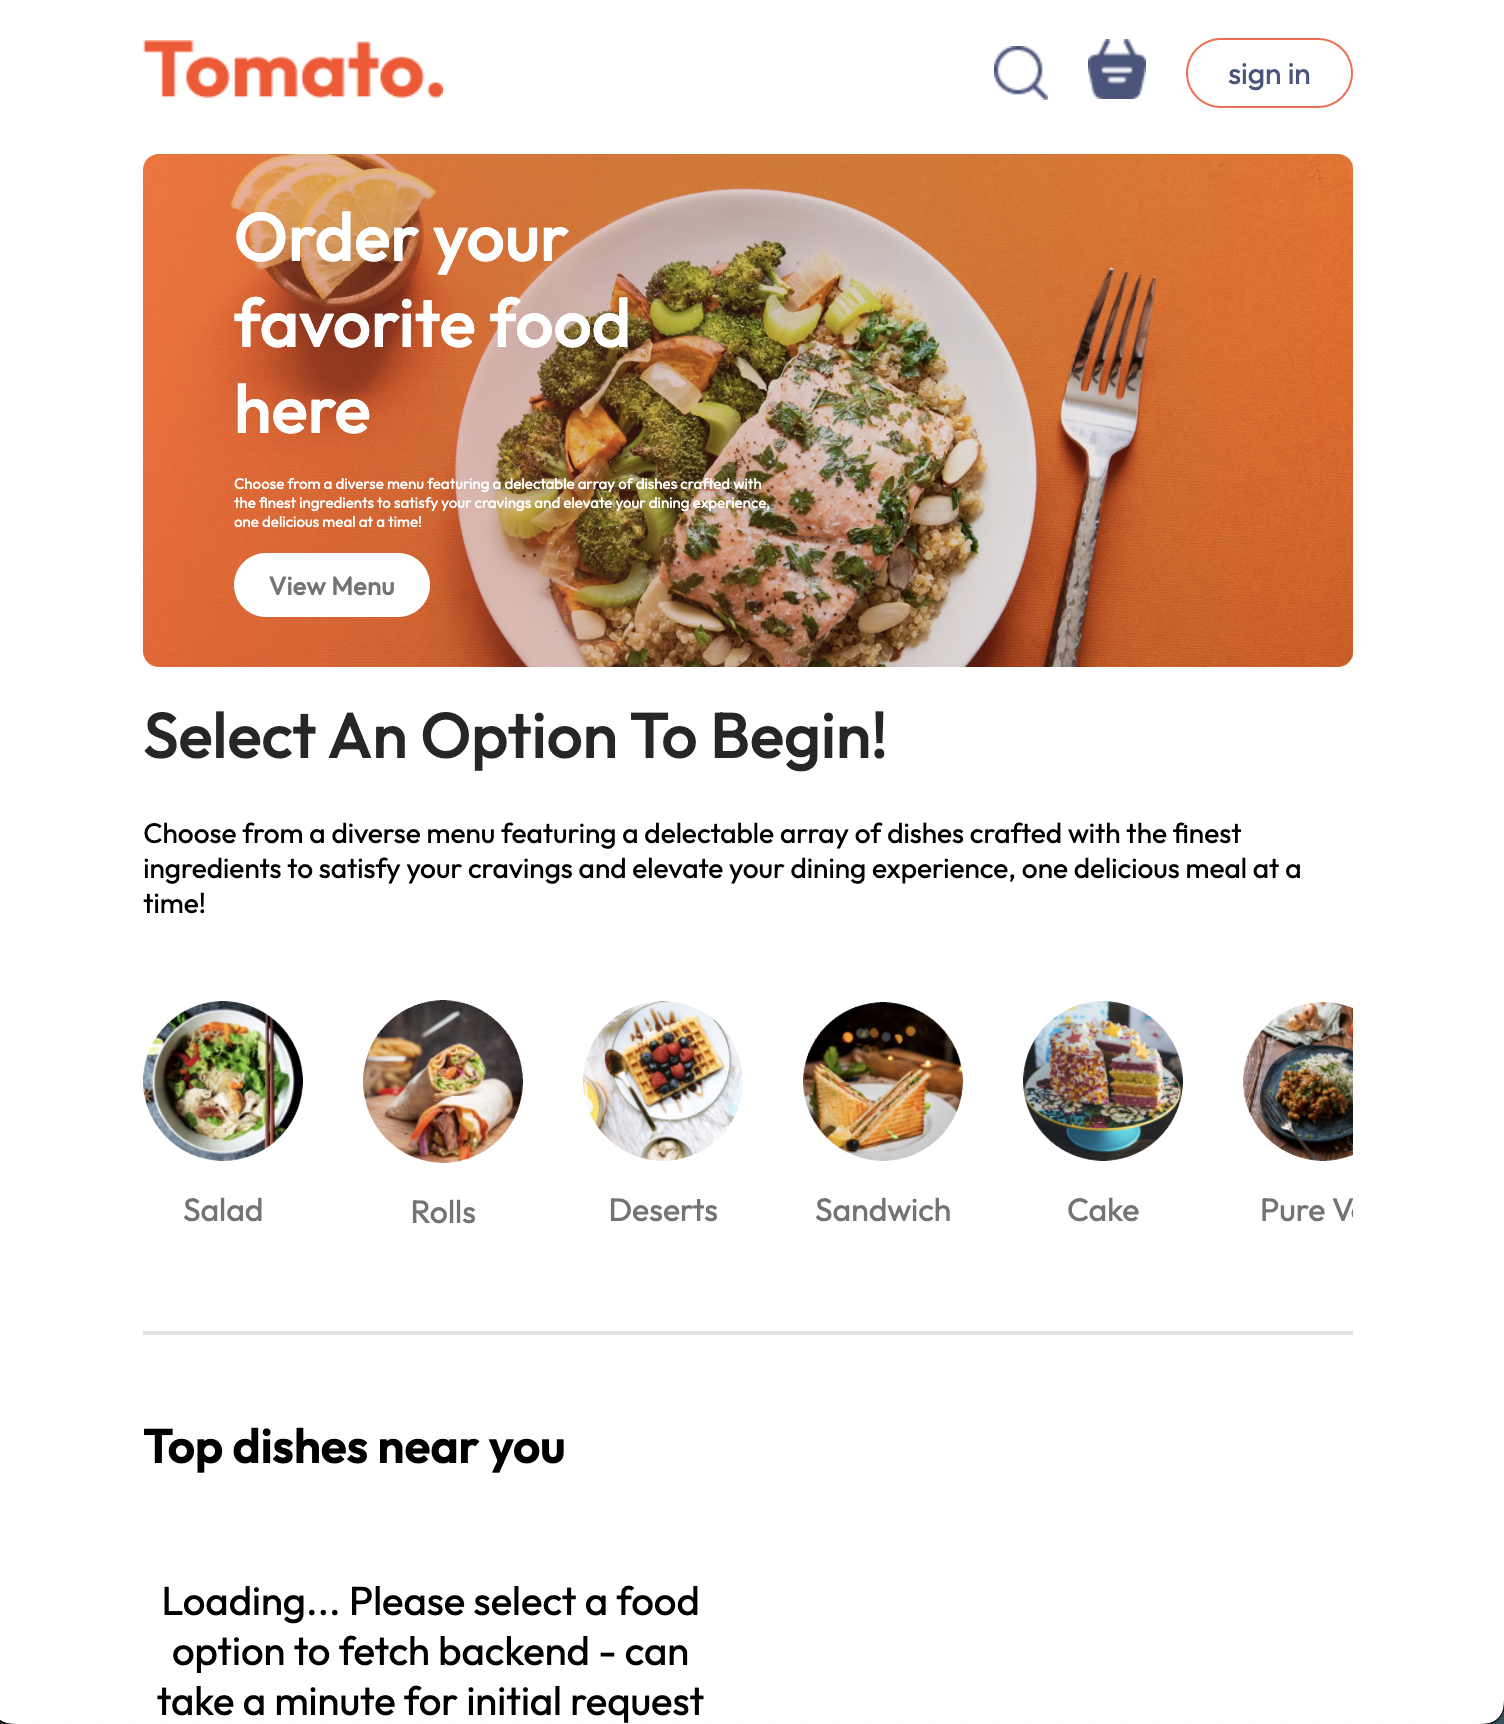 Tomato.
sign in
Order your
favorite food
here
Choose from a diverse menu featuring a delectable array of dishes crafted with
the finest ingredients to satisfy your cravings and elevate your dining experience,
one delicious meal at a time!
View Menu
Select An Option To Begin!
Choose from a diverse menu featuring a delectable array of dishes crafted with the finest
ingredients to satisfy your cravings and elevate your dining experience, one delicious meal at a
time!
Salad
Rolls
Deserts
Sandwich
Cake
Pure
Top dishes near you
Loading... Please select a food
option to fetch backend - can
take a minute for initial request